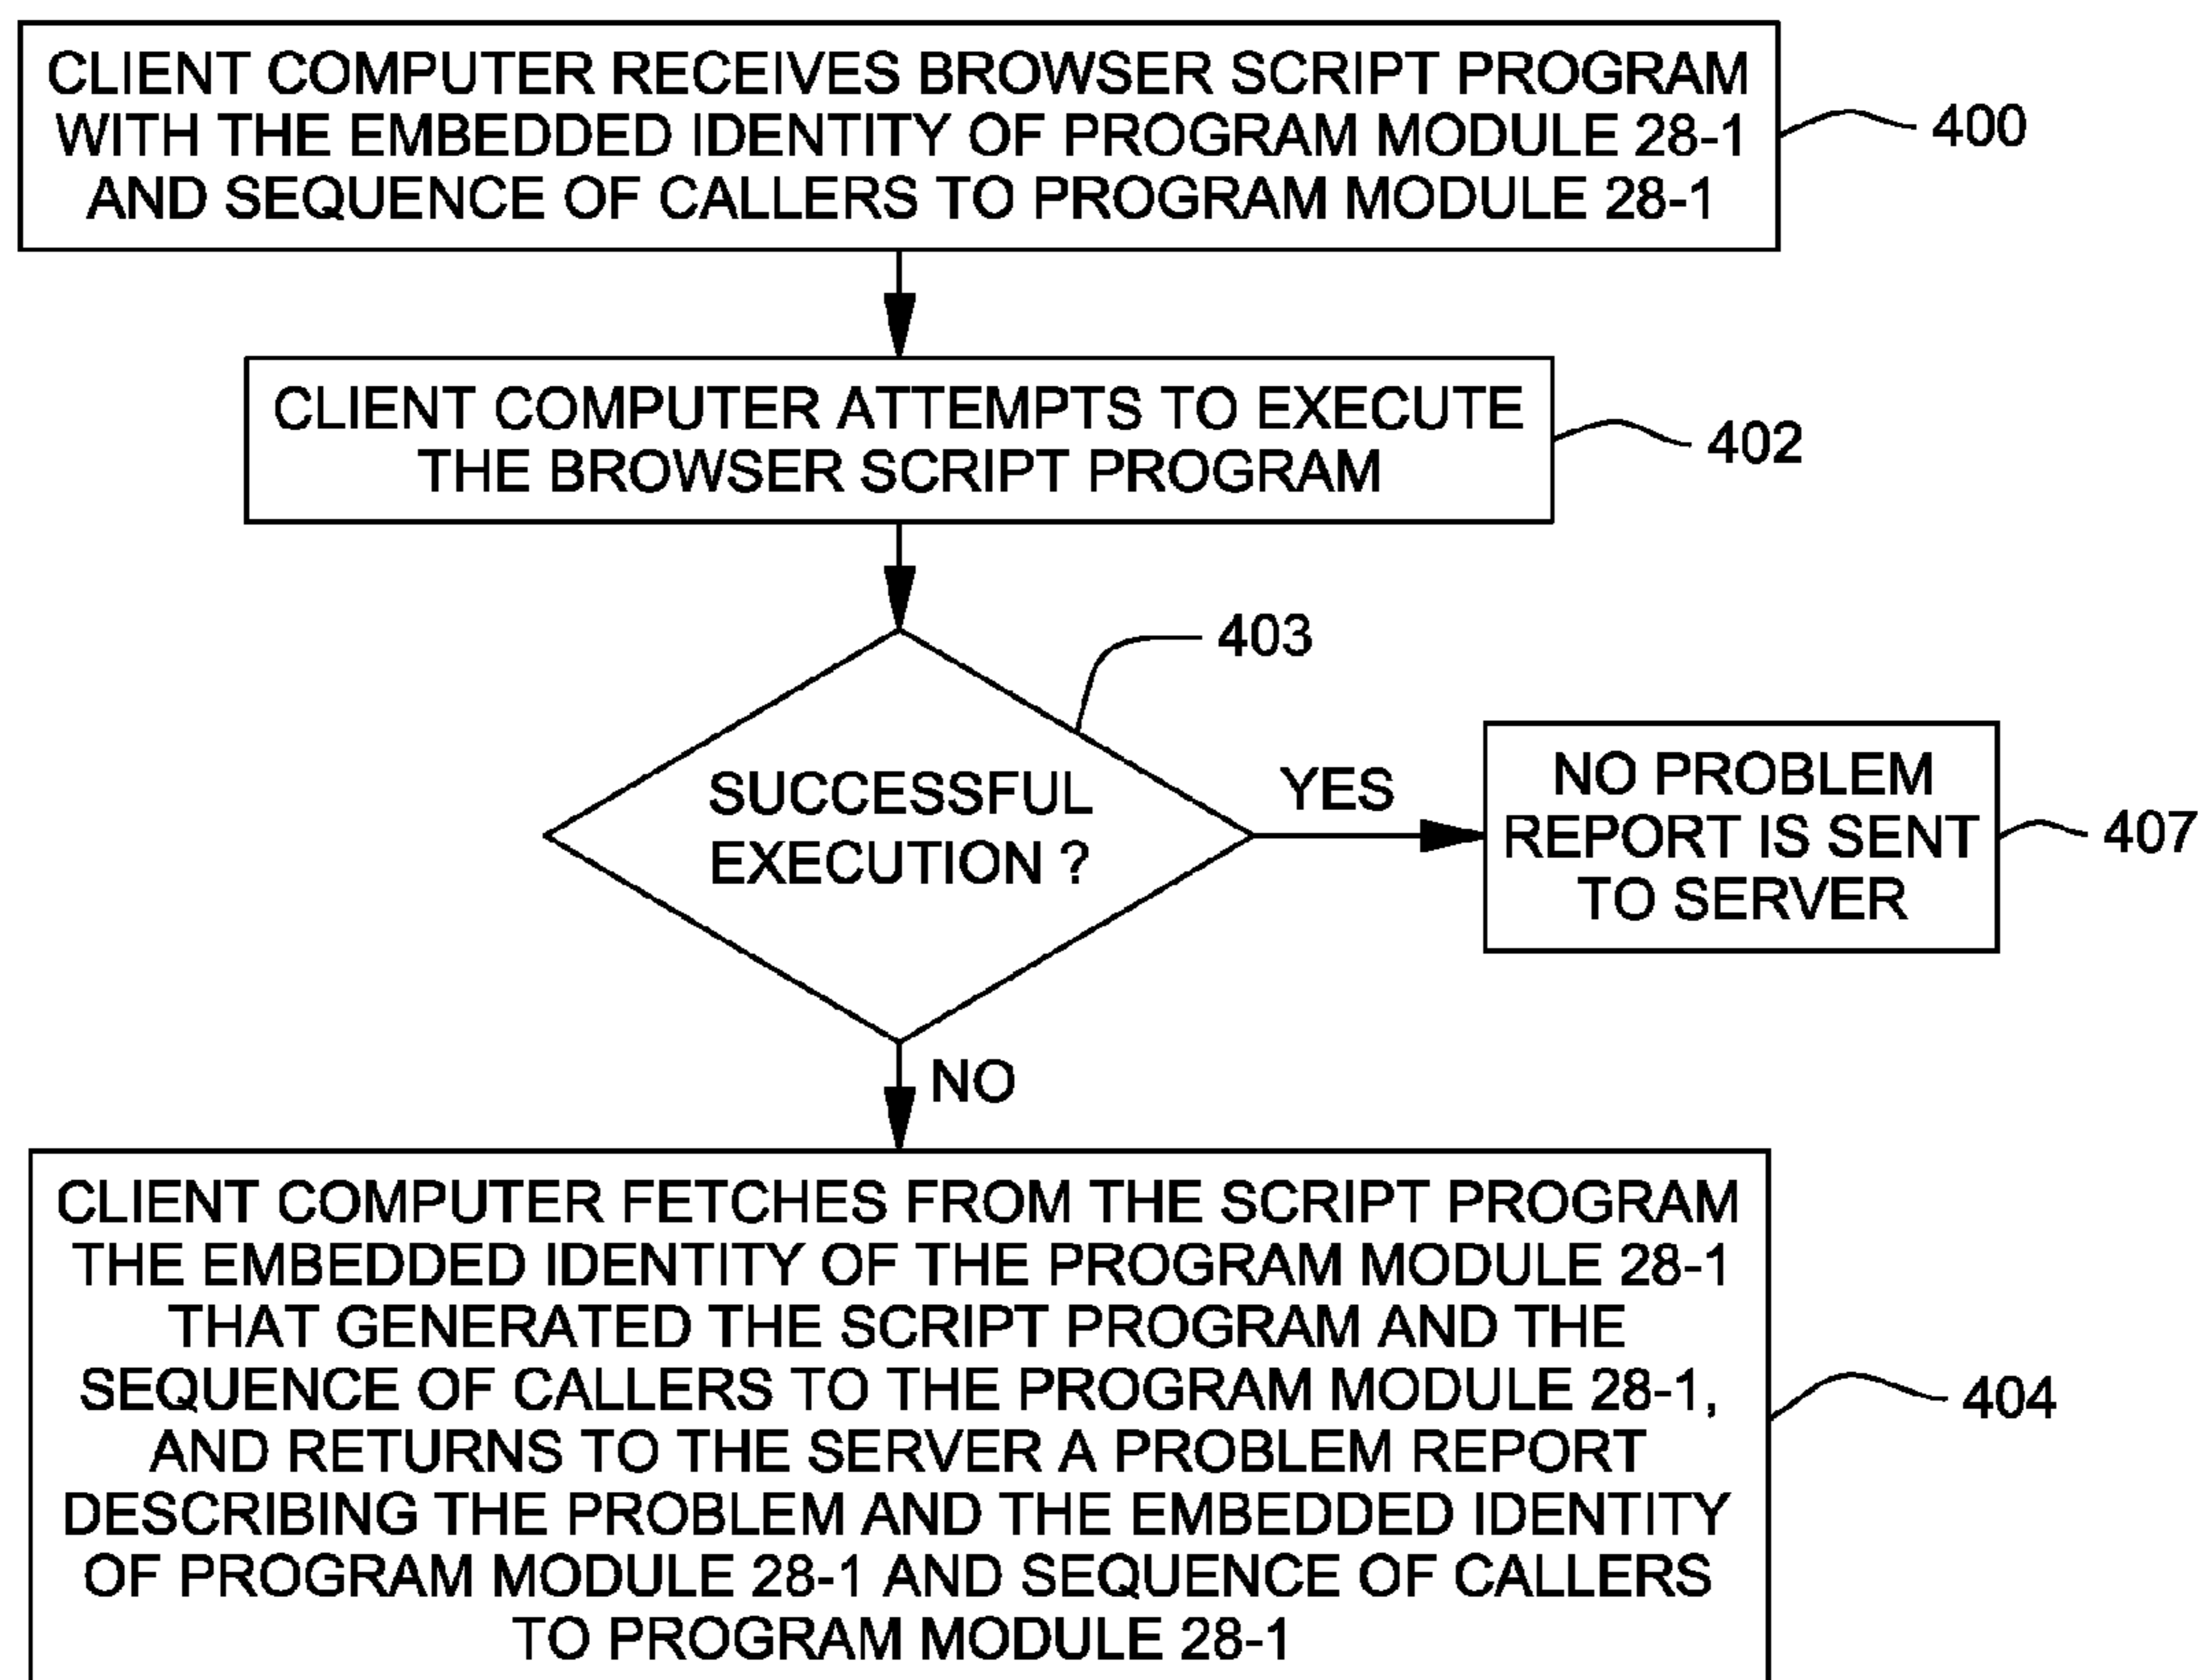 CLIENT COMPUTER RECEIVES BROWSER SCRIPT PROGRAM
WITH THE EMBEDDED IDENTITY OF PROGRAM MODULE 28-1
AND SEQUENCE OF CALLERS TO PROGRAM MODULE 28-1
400
CLIENT COMPUTER ATTEMPTS TO EXECUTE
THE BROWSER SCRIPT PROGRAM
402
403
SUCCESSFUL
EXECUTION ?
YES
NO PROBLEM
REPORT IS SENT
TO SERVER
407
NO
CLIENT COMPUTER FETCHES FROM THE SCRIPT PROGRAM
THE EMBEDDED IDENTITY OF THE PROGRAM MODULE 28-1
THAT GENERATED THE SCRIPT PROGRAM AND THE
SEQUENCE OF CALLERS TO THE PROGRAM MODULE 28-1,
AND RETURNS TO THE SERVER A PROBLEM REPORT
DESCRIBING THE PROBLEM AND THE EMBEDDED IDENTITY
OF PROGRAM MODULE 28-1 AND SEQUENCE OF CALLERS
TO PROGRAM MODULE 28-1
404